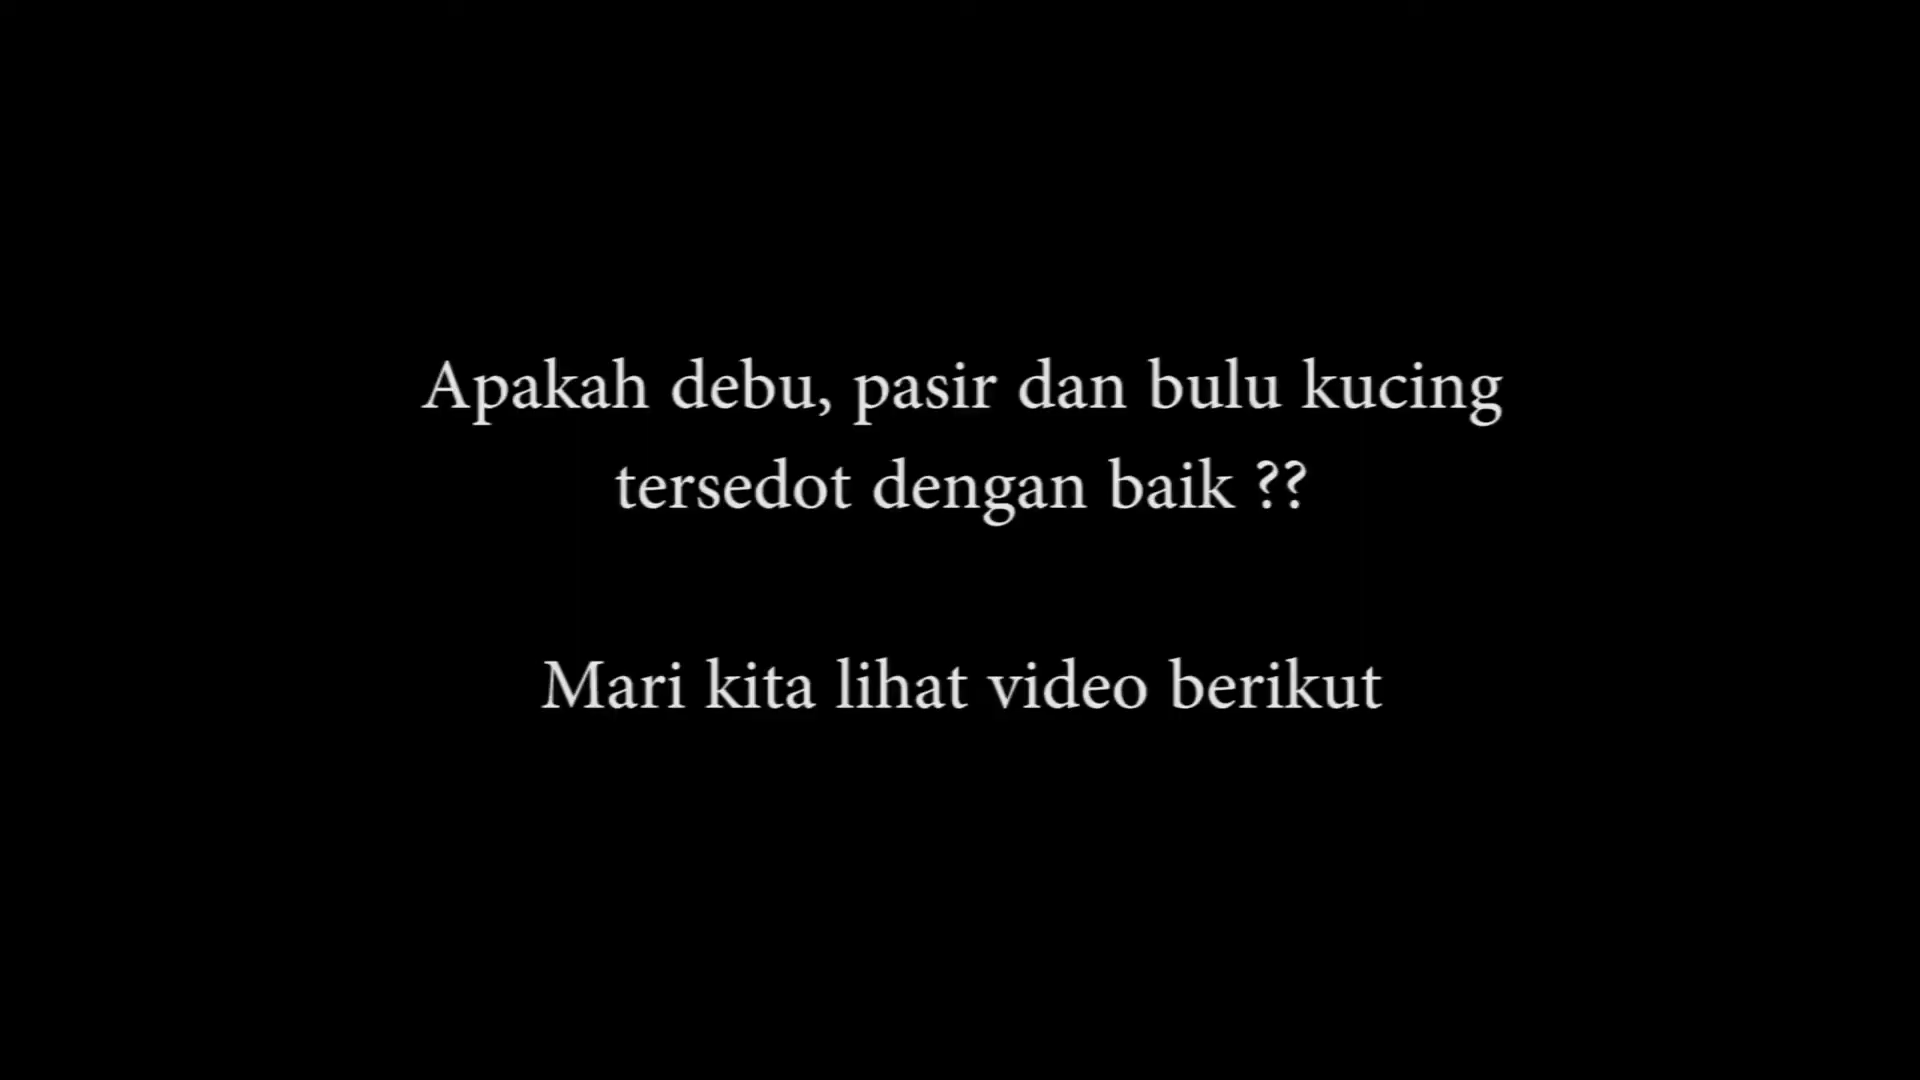 Apakah debu, pasir dan bulu kucing
tersedot dengan baik ??
Mari kita lihat video berikut